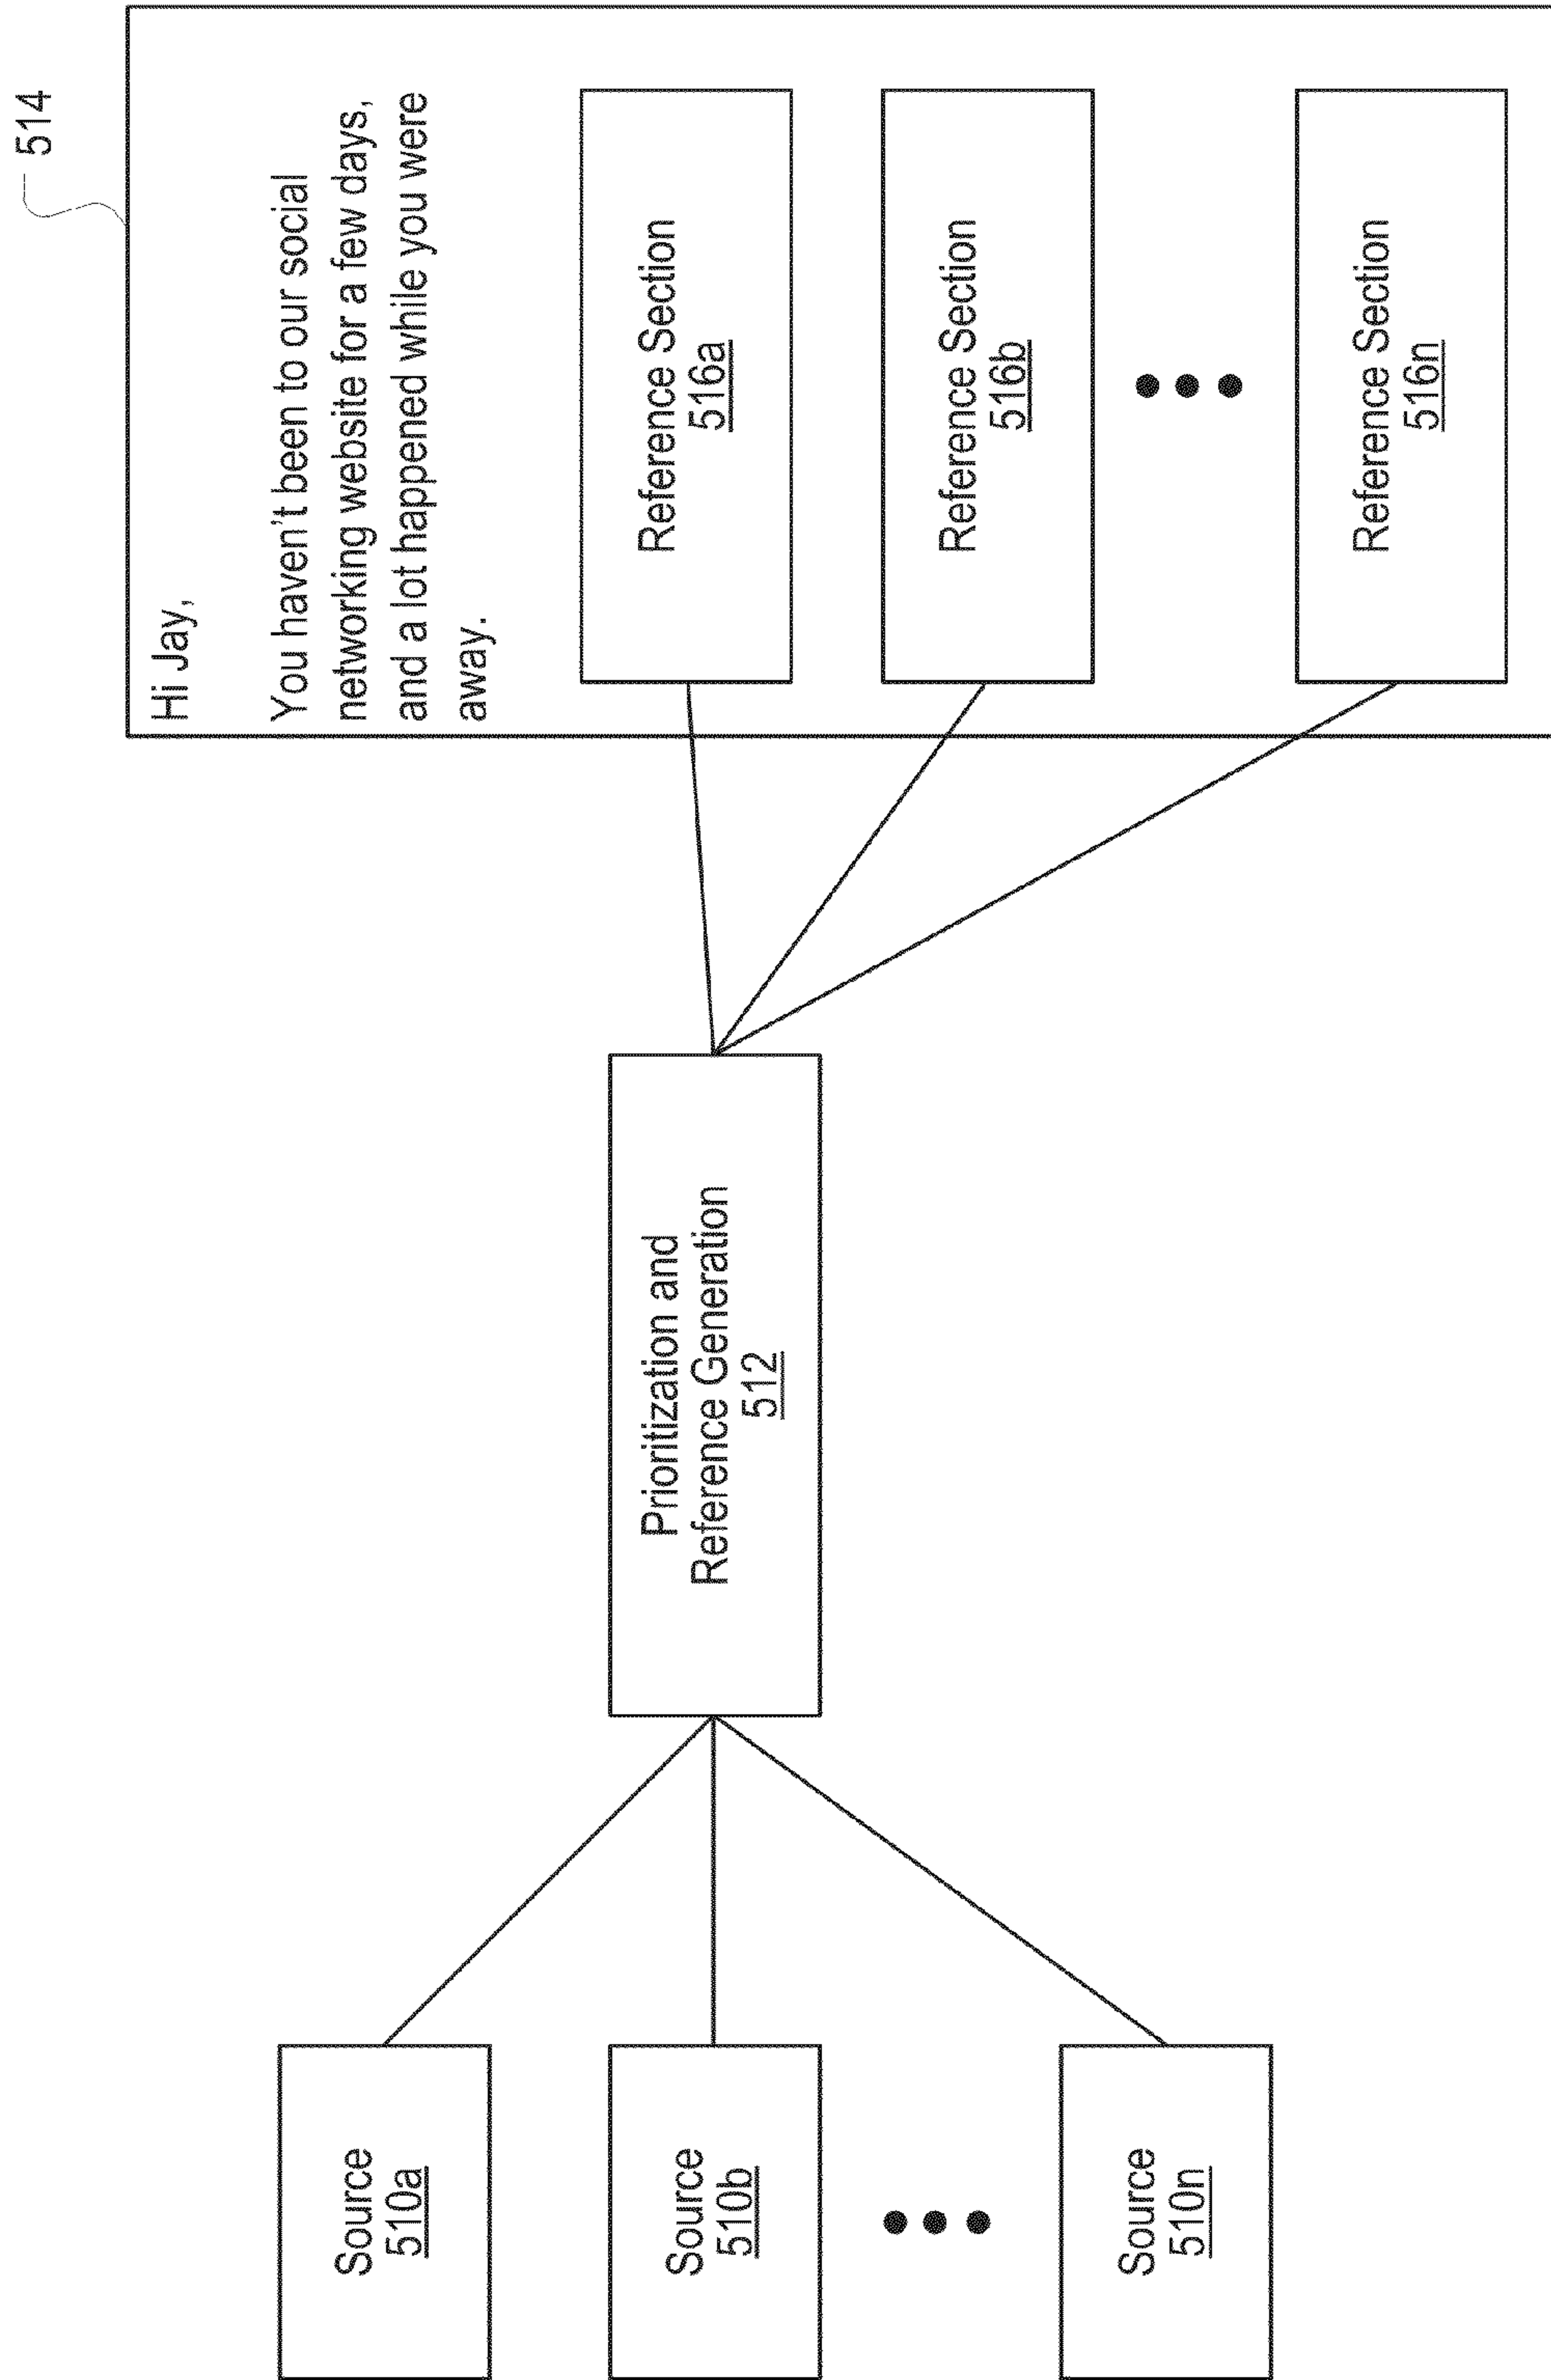 Source
510a
Source
510b
Source
510n
Prioritization and
Reference Generation
512
514
Hi Jay,
You haven't been to our social
networking website for a few days,
and a lot happened while you were
away.
Reference Section
516a
Reference Section
516b
Reference Section
516n